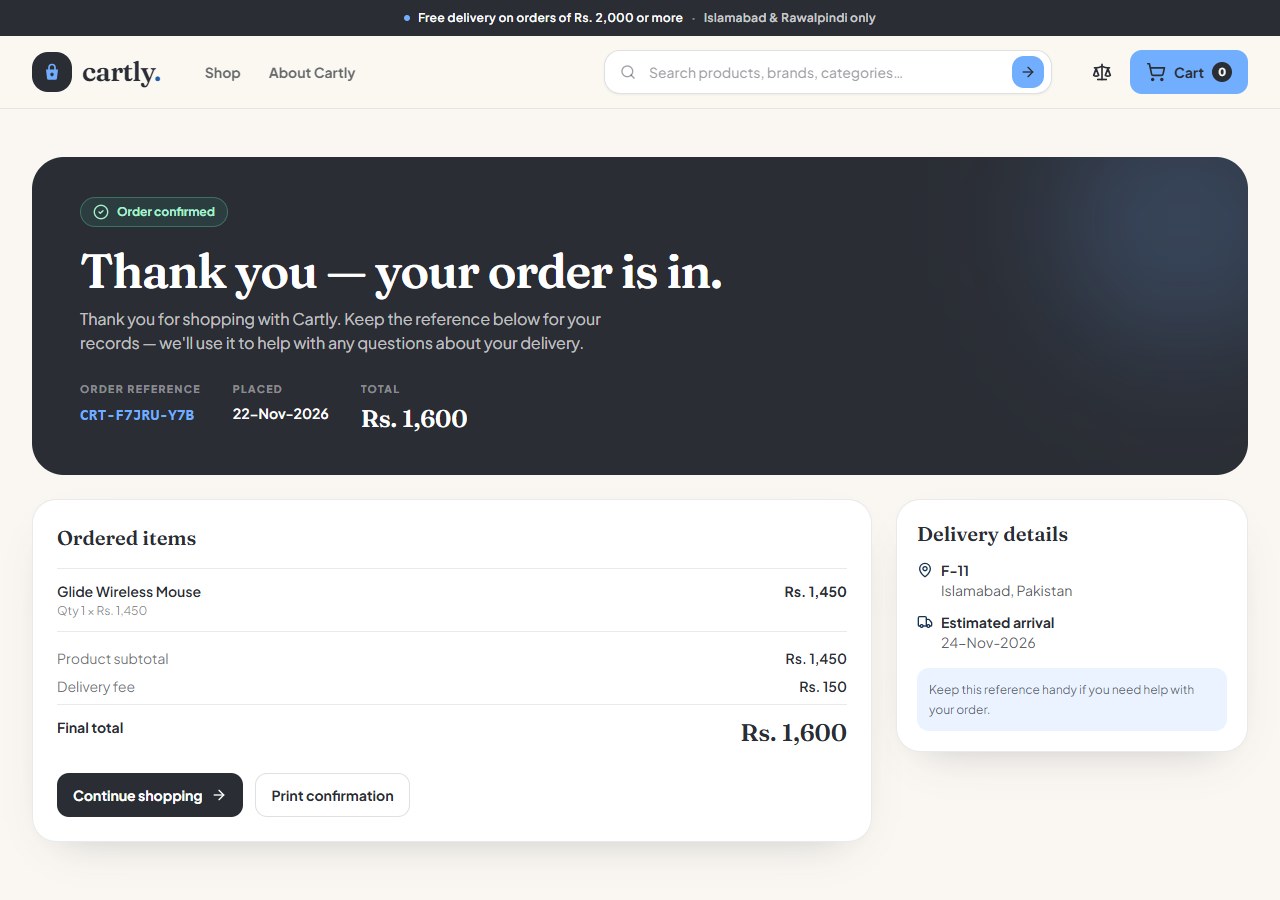 Free delivery on orders of Rs. 2,000 or more · Islamabad & Rawalpindi only
cartly.
Shop
About Cartly
Search products, brands, categories...
Cart 0
Order confirmed
Thank you — your order is in.
Thank you for shopping with Cartly. Keep the reference below for your
records — we'll use it to help with any questions about your delivery.
ORDER REFERENCE
CRT-F7JRU-Y7B
PLACED
22-Nov-2026
TOTAL
Rs. 1,600
Ordered items
Glide Wireless Mouse Rs. 1,450
Qty 1 × Rs. 1,450
Product subtotal Rs. 1,450
Delivery fee Rs. 150
Final total Rs. 1,600
Continue shopping
Print confirmation
Delivery details
F-11
Islamabad, Pakistan
Estimated arrival
24-Nov-2026
Keep this reference handy if you need help with
your order.